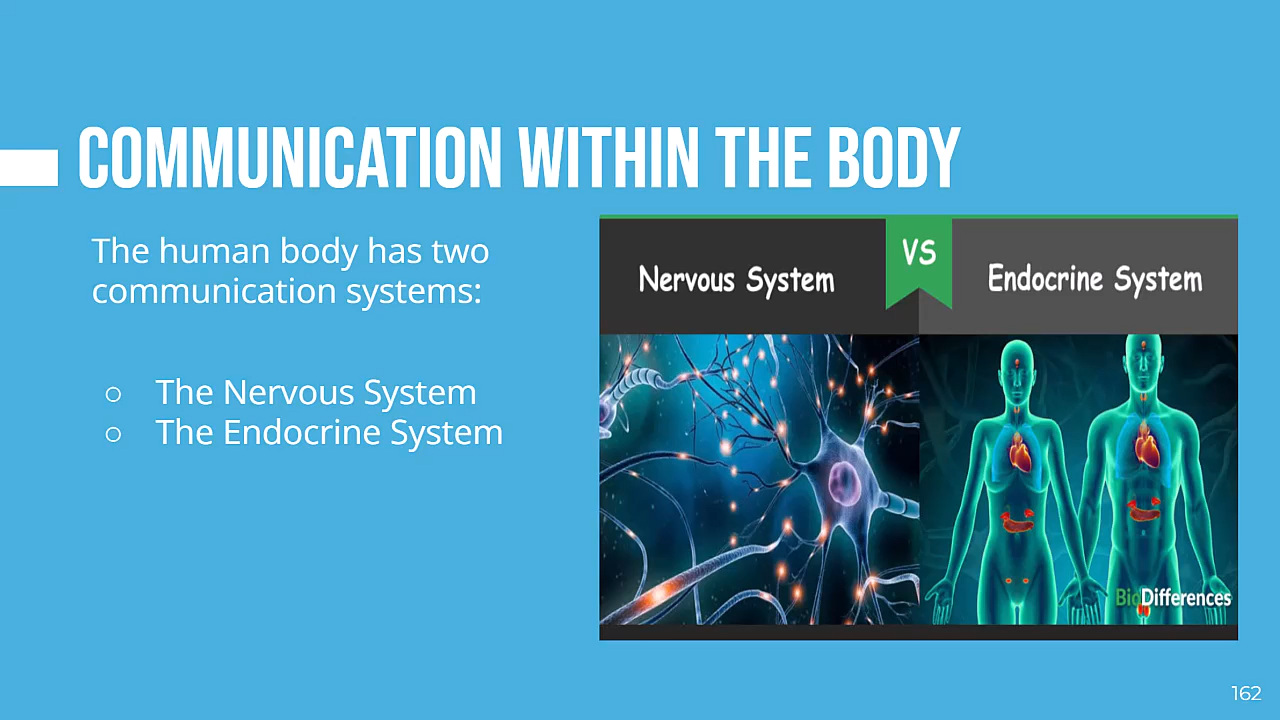 COMMUNICATION WITHIN THE BODY
The human body has two
communication systems:
○ The Nervous System
○ The Endocrine System
Nervous System
VS
Endocrine System
BioDifferences
162